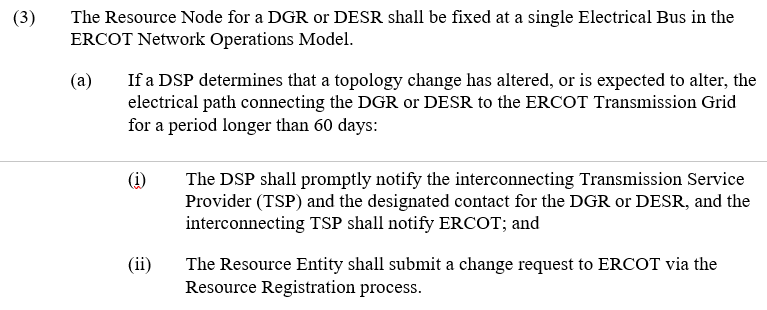 (3) The Resource Node for a DGR or DESR shall be fixed at a single Electrical Bus in the
ERCOT Network Operations Model.
(a) If a DSP determines that a topology change has altered, or is expected to alter, the
electrical path connecting the DGR or DESR to the ERCOT Transmission Grid
for a period longer than 60 days:
(i) The DSP shall promptly notify the interconnecting Transmission Service
Provider (TSP) and the designated contact for the DGR or DESR, and the
interconnecting TSP shall notify ERCOT; and
(ii) The Resource Entity shall submit a change request to ERCOT via the
Resource Registration process.